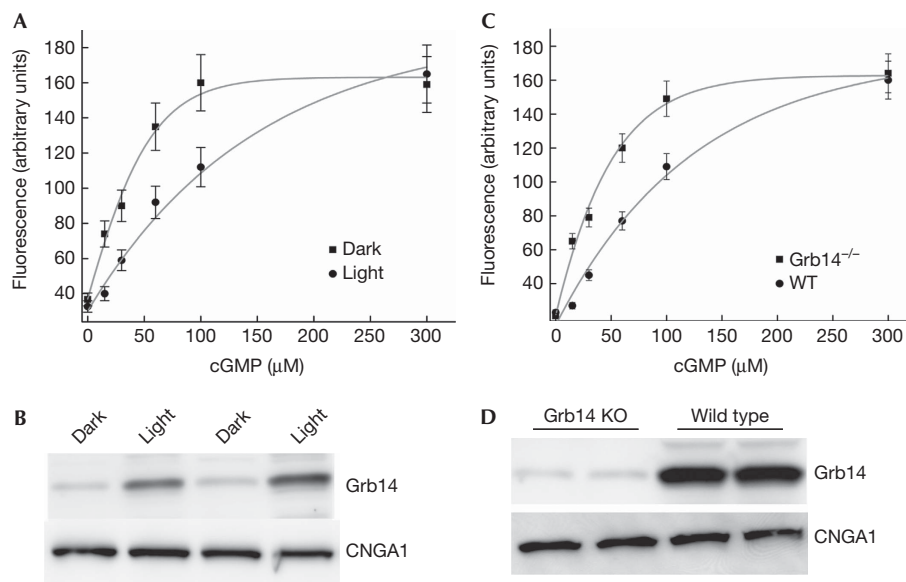 A
Fluorescence (arbitrary units)
180
160
140
120
100
80
60
40
0
50
100
150
200
250
300
cGMP (μM)
Dark
Light
C
Fluorescence (arbitrary units)
180
160
140
120
100
80
60
40
0
50
100
150
200
250
300
cGMP (μM)
Grb14−/−
WT
B
Dark
Light
Dark
Light
Grb14
CNGA1
D
Grb14 KO
Wild type
Grb14
CNGA1